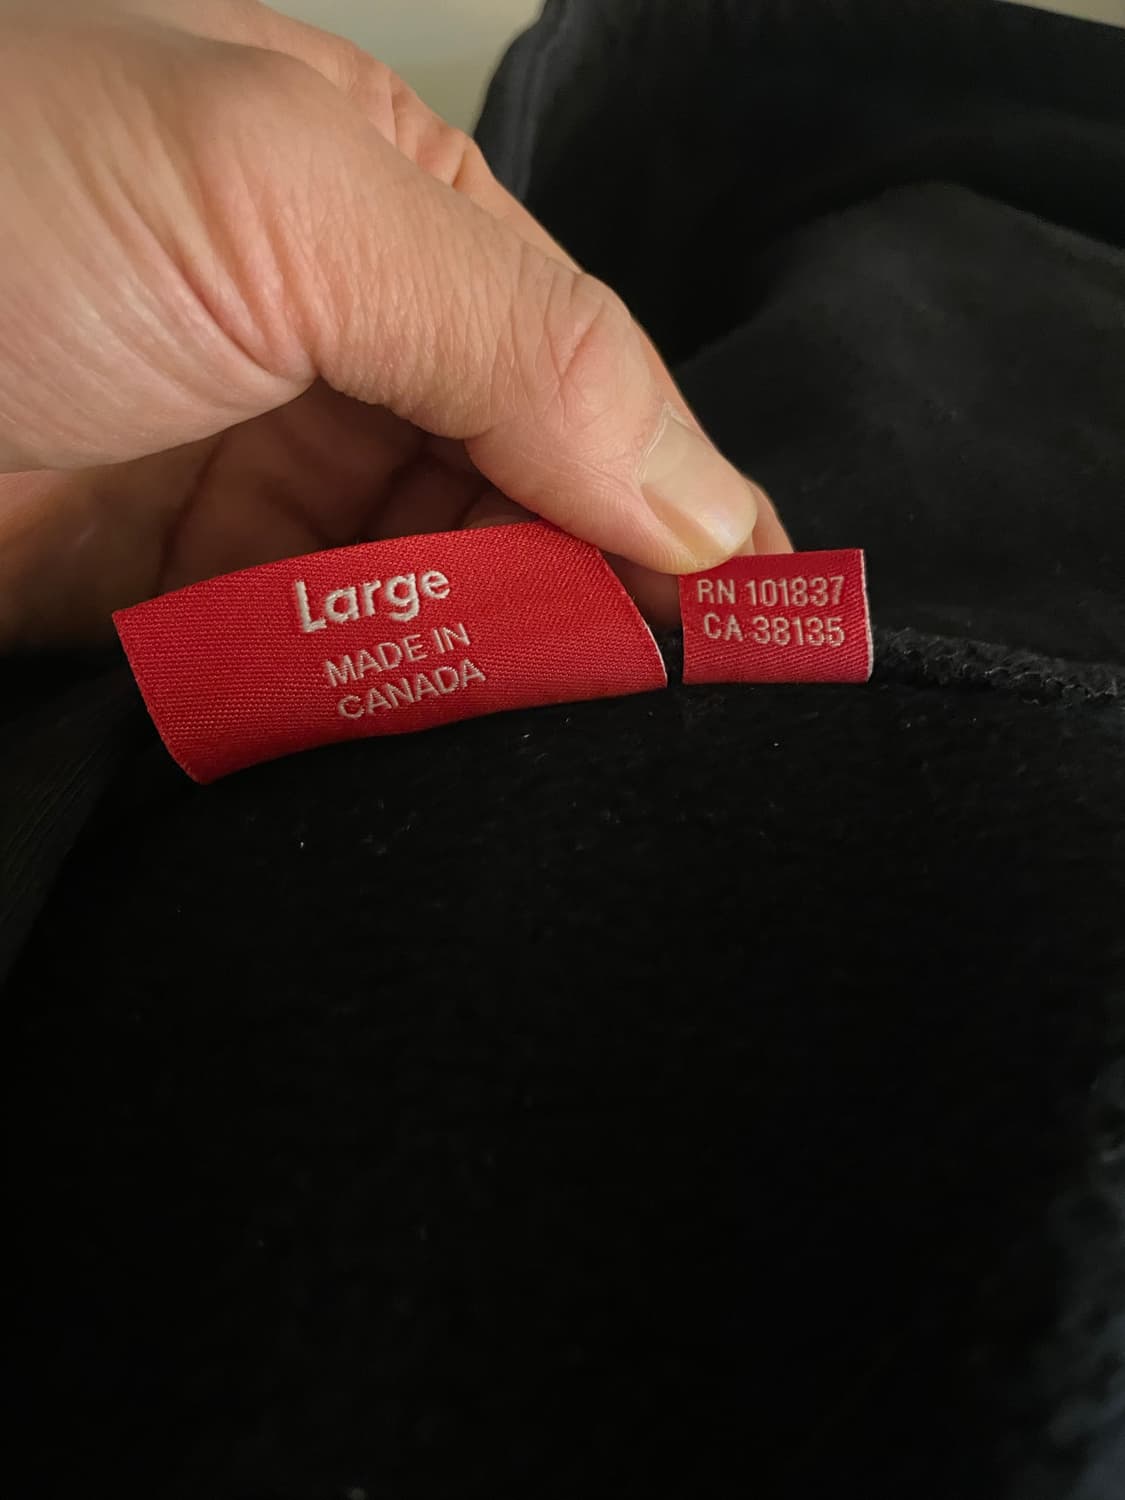 Large
MADE IN
CANADA
RN 101837
CA 38135